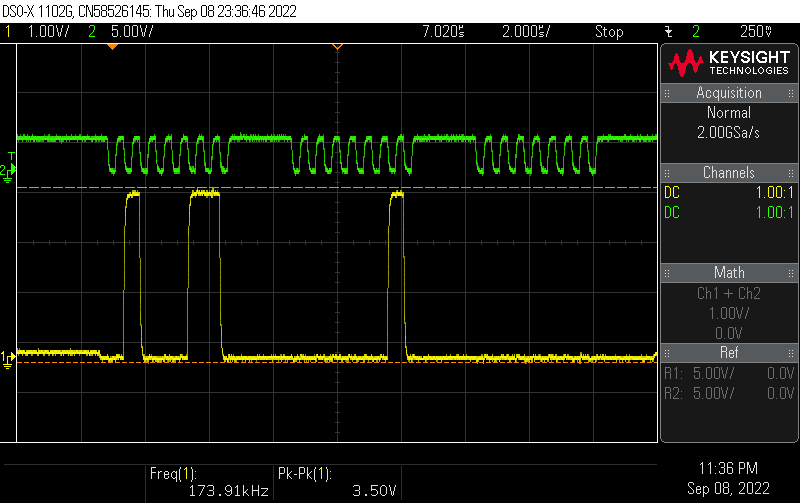 DSO-X 1102G, CN58526145: Thu Sep 08 23:36:46 2022
1 1.00V/ 2 5.00V/ 7.020s 2.000s/ Stop 2 250V
KEYSIGHT
TECHNOLOGIES
Acquisition
Normal
2.00GSa/s
Channels
DC 1.00:1
DC 1.00:1
Math
Ch1 + Ch2
1.00V/
0.0V
Ref
R1: 5.00V/ 0.0V
R2: 5.00V/ 0.0V
T
2
1
Freq(1):
173.91kHz
Pk-Pk(1):
3.50V
11:36 PM
Sep 08, 2022